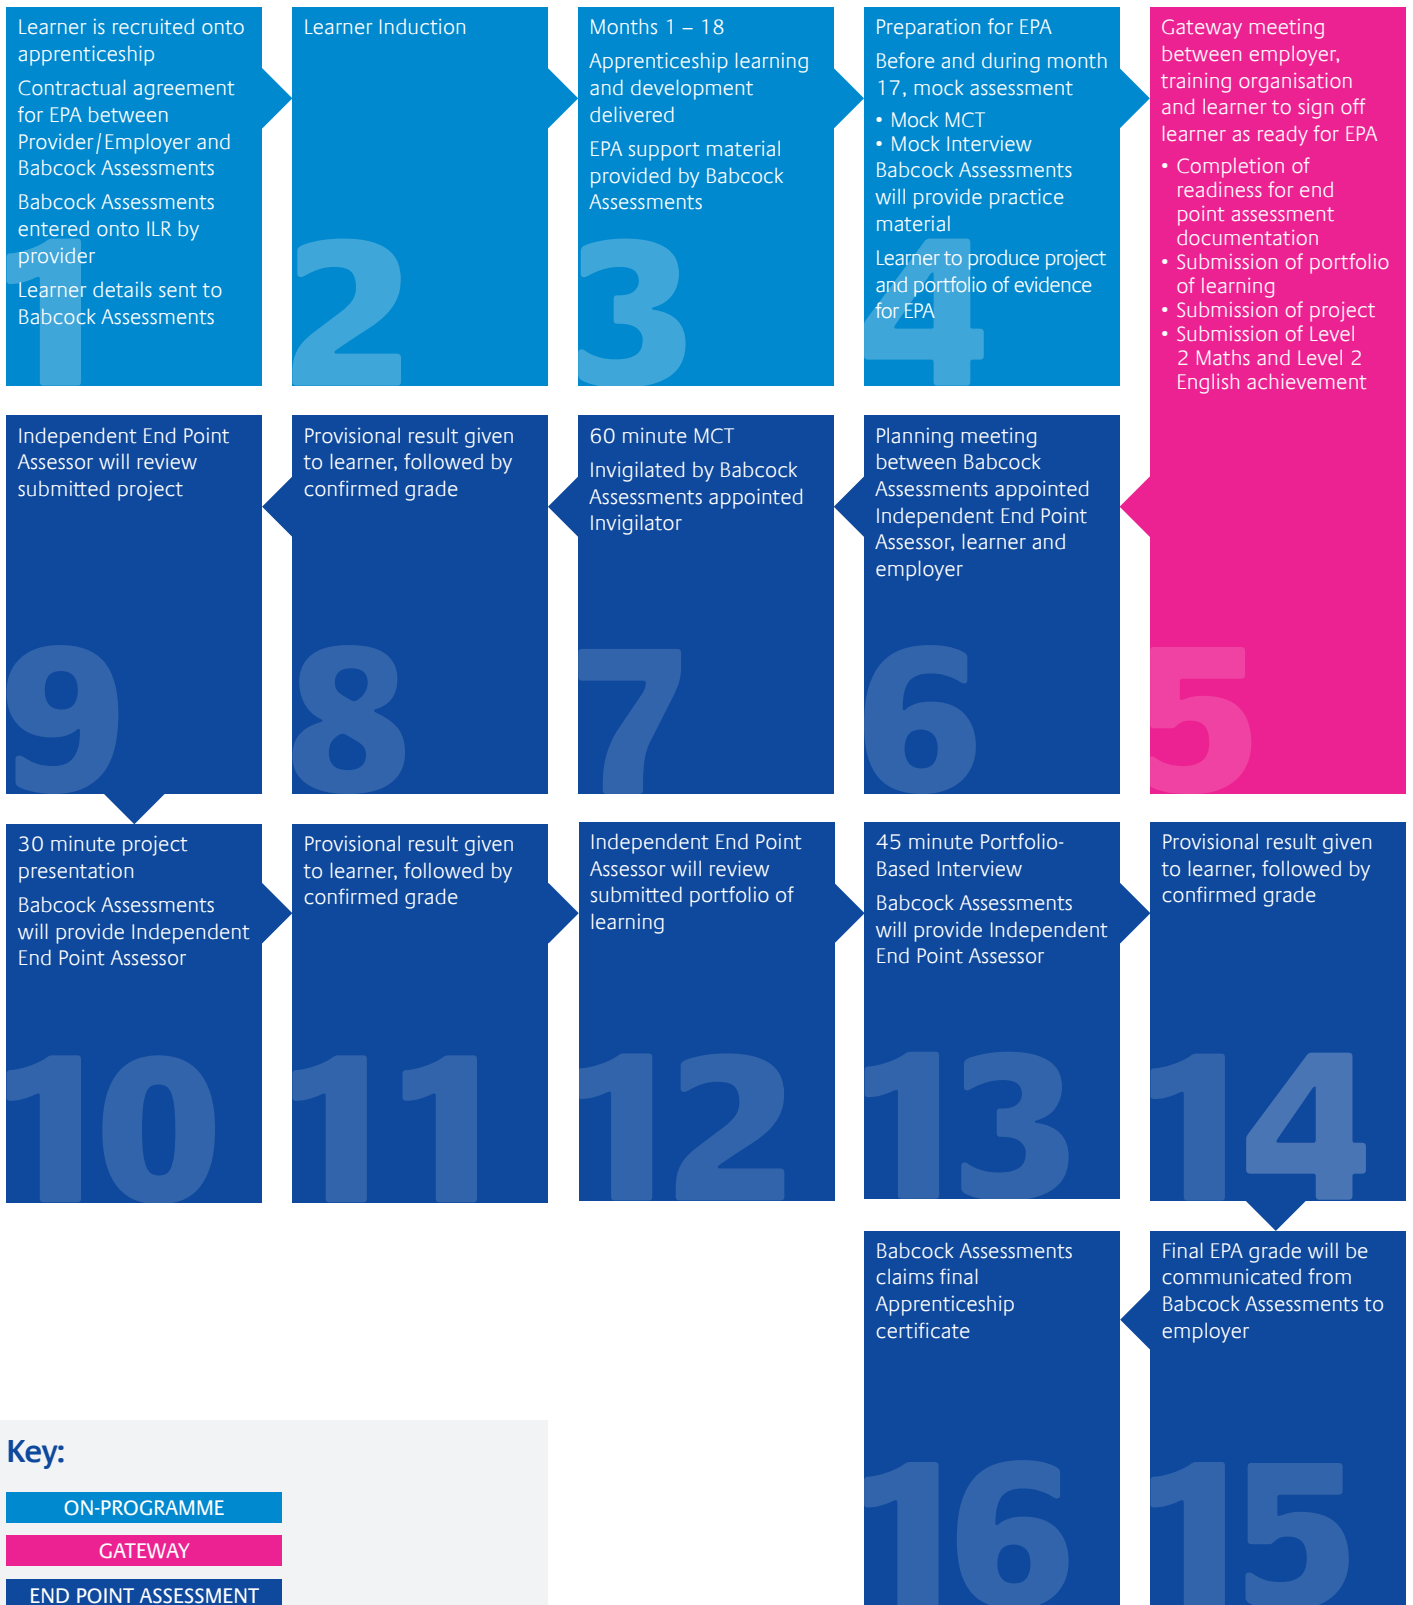 Learner is recruited onto
apprenticeship
Contractual agreement
for EPA between
Provider/Employer and
Babcock Assessments
Babcock Assessments
entered onto ILR by
provider
Learner details sent to
Babcock Assessments
1
Learner Induction
2
Months 1 – 18
Apprenticeship learning
and development
delivered
EPA support material
provided by Babcock
Assessments
3
Preparation for EPA
Before and during month
17, mock assessment
• Mock MCT
• Mock Interview
Babcock Assessments
will provide practice
material
Learner to produce project
and portfolio of evidence
for EPA
4
Gateway meeting
between employer,
training organisation
and learner to sign off
learner as ready for EPA
• Completion of
readiness for end
point assessment
documentation
• Submission of portfolio
of learning
• Submission of project
• Submission of Level
2 Maths and Level 2
English achievement
5
Planning meeting
between Babcock
Assessments appointed
Independent End Point
Assessor, learner and
employer
6
60 minute MCT
Invigilated by Babcock
Assessments appointed
Invigilator
7
Provisional result given
to learner, followed by
confirmed grade
8
Independent End Point
Assessor will review
submitted project
9
30 minute project
presentation
Babcock Assessments
will provide Independent
End Point Assessor
10
Provisional result given
to learner, followed by
confirmed grade
11
Independent End Point
Assessor will review
submitted portfolio of
learning
12
45 minute Portfolio-
Based Interview
Babcock Assessments
will provide Independent
End Point Assessor
13
Provisional result given
to learner, followed by
confirmed grade
14
Final EPA grade will be
communicated from
Babcock Assessments to
employer
15
Babcock Assessments
claims final
Apprenticeship
certificate
16
Key:
ON-PROGRAMME
GATEWAY
END POINT ASSESSMENT